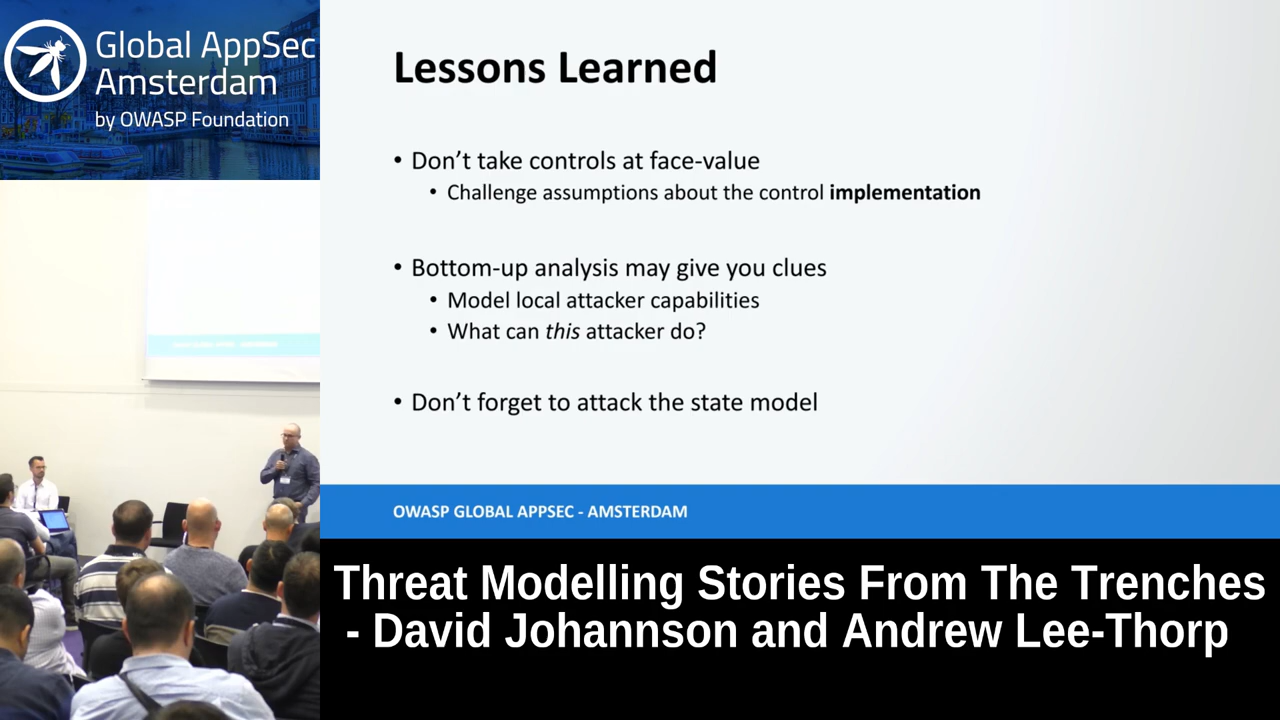 Global AppSec
Amsterdam
by OWASP Foundation
Lessons Learned
• Don’t take controls at face-value
• Challenge assumptions about the control implementation
• Bottom-up analysis may give you clues
• Model local attacker capabilities
• What can this attacker do?
• Don’t forget to attack the state model
OWASP GLOBAL APPSEC - AMSTERDAM
Threat Modelling Stories From The Trenches
- David Johannson and Andrew Lee-Thorp